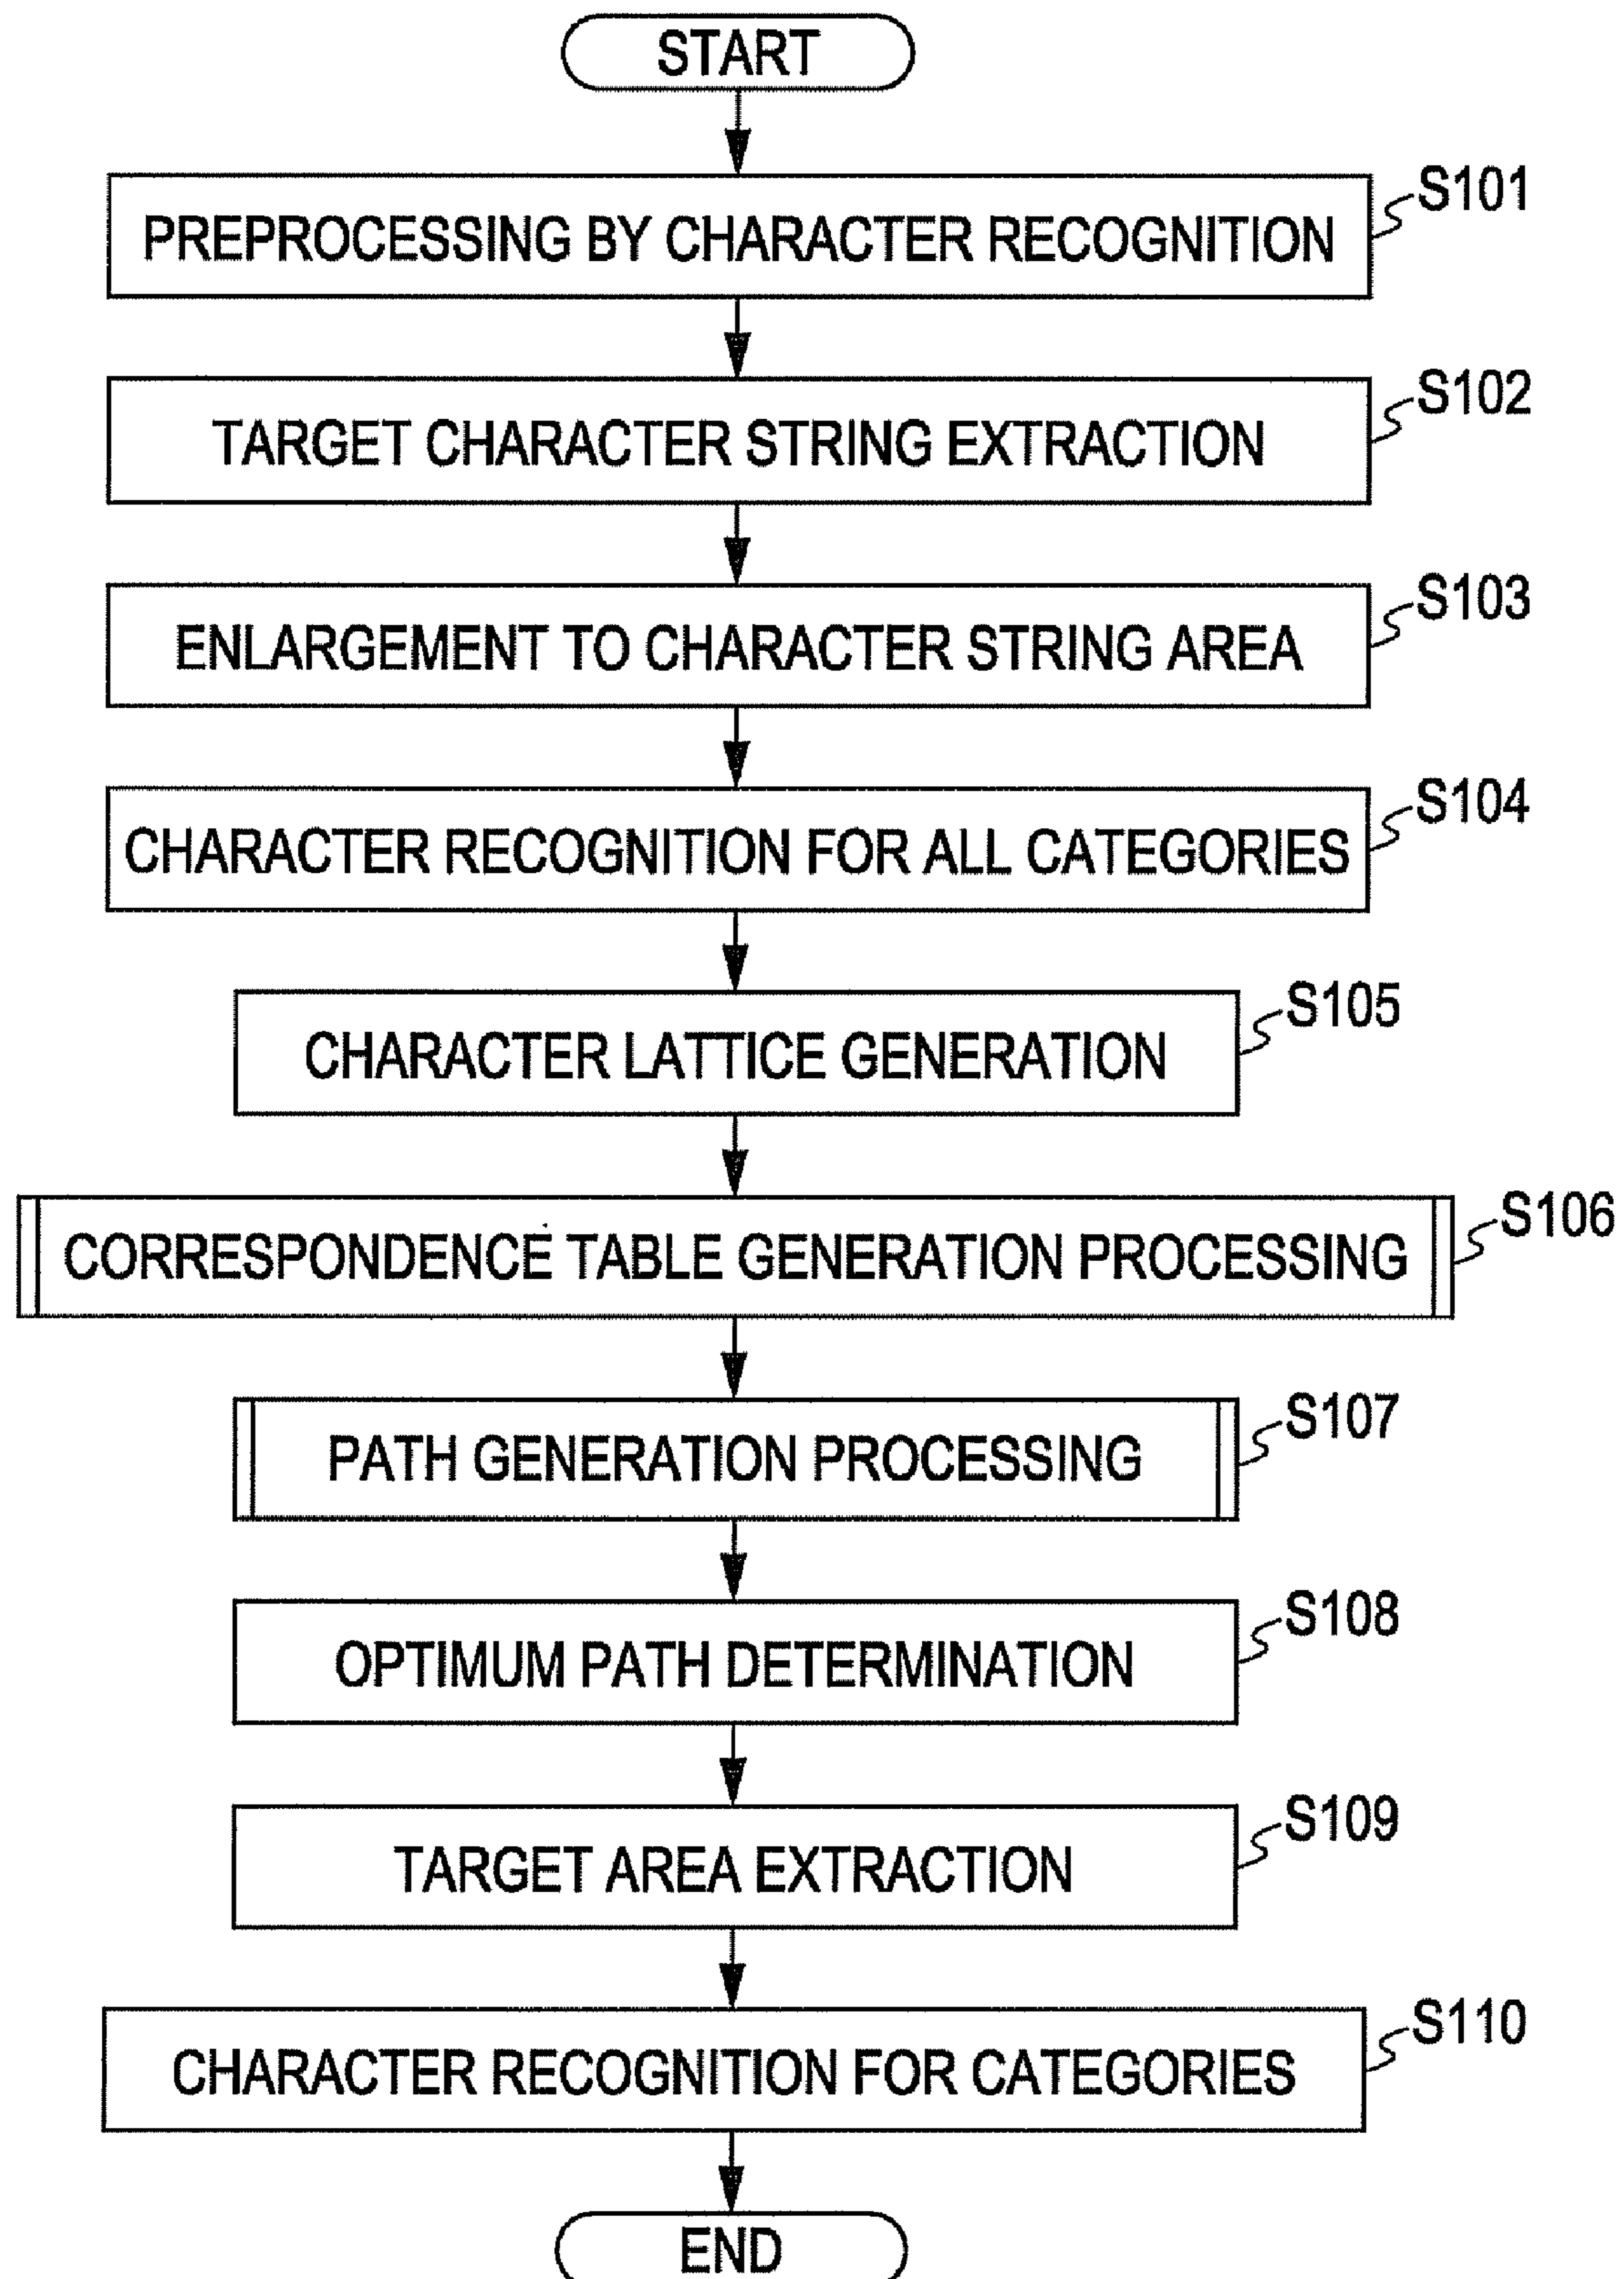 START
S101
PREPROCESSING BY CHARACTER RECOGNITION
S102
TARGET CHARACTER STRING EXTRACTION
S103
ENLARGEMENT TO CHARACTER STRING AREA
S104
CHARACTER RECOGNITION FOR ALL CATEGORIES
S105
CHARACTER LATTICE GENERATION
S106
CORRESPONDENCE TABLE GENERATION PROCESSING
S107
PATH GENERATION PROCESSING
S108
OPTIMUM PATH DETERMINATION
S109
TARGET AREA EXTRACTION
S110
CHARACTER RECOGNITION FOR CATEGORIES
END